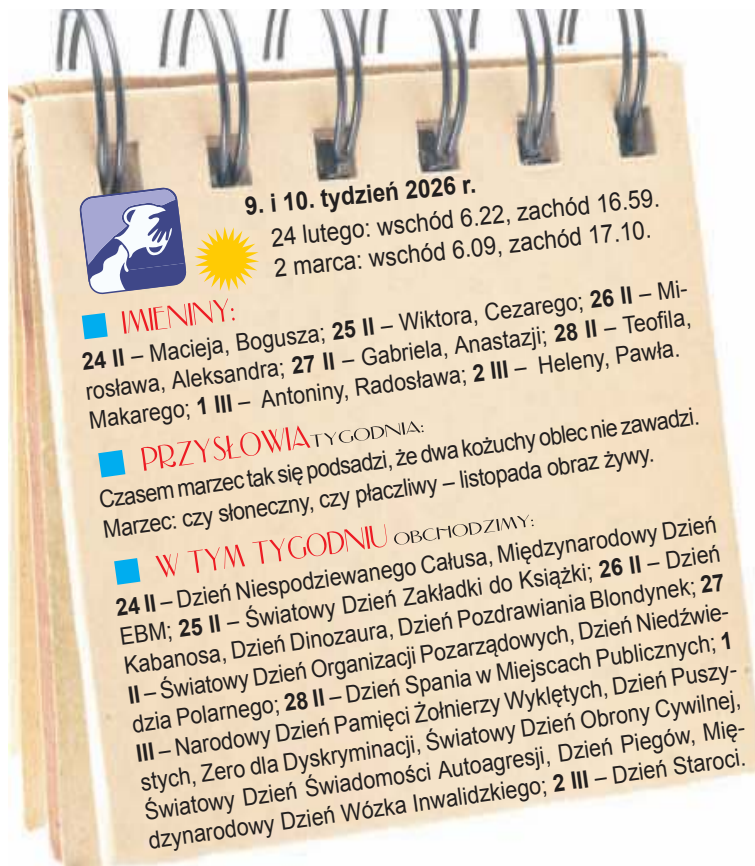 9. i 10. tydzień 2026 r.
24 lutego: wschód 6.22, zachód 16.59.
2 marca: wschód 6.09, zachód 17.10.
IMIENINY:
24 II – Macieja, Bogusza; 25 II – Wiktora, Cezarego; 26 II – Mi-
rosława, Aleksandra; 27 II – Gabriela, Anastazji; 28 II – Teofila,
Makarego; 1 III – Antoniny, Radosława; 2 III – Heleny, Pawła.
PRZYSŁOWIA TYGODNIA:
Czasem marzec tak się podsadzi, że dwa kożuchy oblec nie zawadzi.
Marzec: czy słoneczny, czy płaczliwy – listopada obraz żywy.
W TYM TYGODNIU OBCHODZIMY:
24 II – Dzień Niespodziewanego Całusa, Międzynarodowy Dzień
EBM; 25 II – Światowy Dzień Zakładki do Książki; 26 II – Dzień
Kabanosa, Dzień Dinozaura, Dzień Pozdrawiania Blondynek; 27
II – Światowy Dzień Organizacji Pozarządowych, Dzień Niedźwie-
dzia Polarnego; 28 II – Dzień Spania w Miejscach Publicznych; 1
III – Narodowy Dzień Pamięci Żołnierzy Wyklętych, Dzień Puszy-
stych, Zero dla Dyskryminacji, Światowy Dzień Obrony Cywilnej,
Światowy Dzień Świadomości Autoagresji, Dzień Piegów, Mię-
dzynarodowy Dzień Wózka Inwalidzkiego; 2 III – Dzień Staroci.